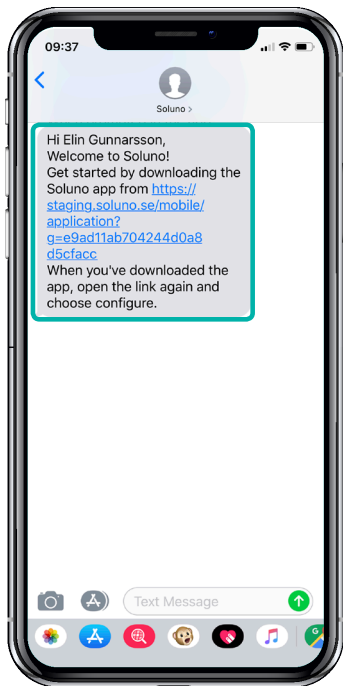 09:37
Soluno >
Hi Elin Gunnarsson,
Welcome to Soluno!
Get started by downloading the
Soluno app from https://
staging.soluno.se/mobile/
application?
g=e9ad11ab704244d0a8
d5cfacc
When you've downloaded the
app, open the link again and
choose configure.
Text Message
G